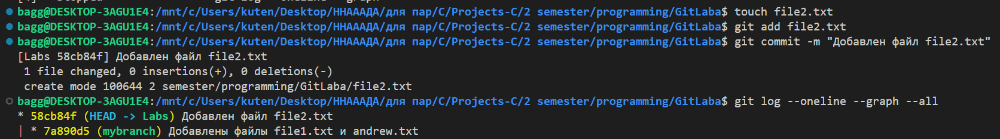 bagg@DESKTOP-3AGU1E4:/mnt/c/Users/kuten/Desktop/ННАААДА/для пар/C/Projects-C/2 semester/programming/GitLaba$ touch file2.txt
bagg@DESKTOP-3AGU1E4:/mnt/c/Users/kuten/Desktop/ННАААДА/для пар/C/Projects-C/2 semester/programming/GitLaba$ git add file2.txt
bagg@DESKTOP-3AGU1E4:/mnt/c/Users/kuten/Desktop/ННАААДА/для пар/C/Projects-C/2 semester/programming/GitLaba$ git commit -m "Добавлен файл file2.txt"
[Labs 58cb84f] Добавлен файл file2.txt
 1 file changed, 0 insertions(+), 0 deletions(-)
 create mode 100644 2 semester/programming/GitLaba/file2.txt
bagg@DESKTOP-3AGU1E4:/mnt/c/Users/kuten/Desktop/ННАААДА/для пар/C/Projects-C/2 semester/programming/GitLaba$ git log --oneline --graph --all
* 58cb84f (HEAD -> Labs) Добавлен файл file2.txt
| * 7a890d5 (mybranch) Добавлены файлы file1.txt и andrew.txt